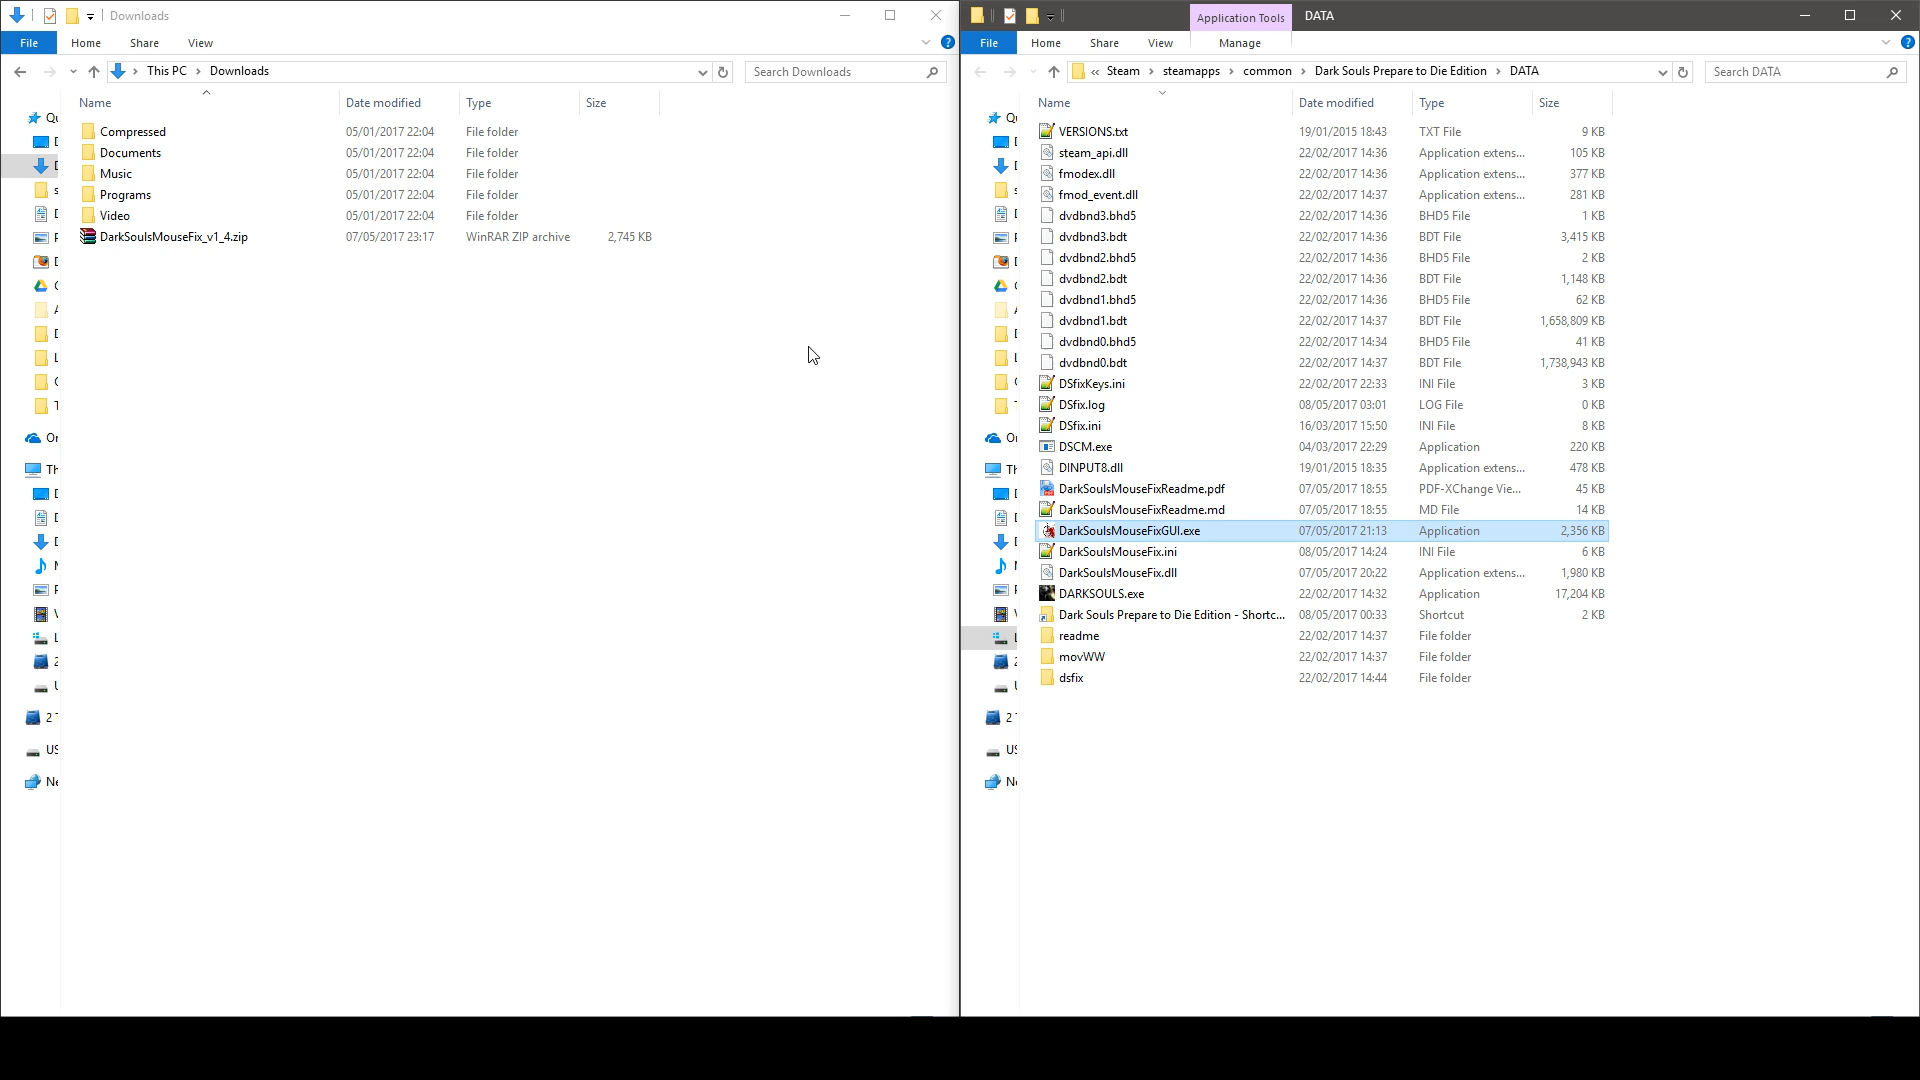 Downloads
File Home Share View
This PC Downloads Search Downloads
Name Date modified Type Size
Compressed 05/01/2017 22:04 File folder
Documents 05/01/2017 22:04 File folder
Music 05/01/2017 22:04 File folder
Programs 05/01/2017 22:04 File folder
Video 05/01/2017 22:04 File folder
DarkSoulsMouseFix_v1_4.zip 07/05/2017 23:17 WinRAR ZIP archive 2,745 KB
Application Tools DATA
File Home Share View Manage
« Steam steamapps common Dark Souls Prepare to Die Edition DATA Search DATA
Name Date modified Type Size
VERSIONS.txt 19/01/2015 18:43 TXT File 9 KB
steam_api.dll 22/02/2017 14:36 Application extens... 105 KB
fmodex.dll 22/02/2017 14:36 Application extens... 377 KB
fmod_event.dll 22/02/2017 14:37 Application extens... 281 KB
dvdbnd3.bhd5 22/02/2017 14:36 BHD5 File 1 KB
dvdbnd3.bdt 22/02/2017 14:36 BDT File 3,415 KB
dvdbnd2.bhd5 22/02/2017 14:36 BHD5 File 2 KB
dvdbnd2.bdt 22/02/2017 14:36 BDT File 1,148 KB
dvdbnd1.bhd5 22/02/2017 14:36 BHD5 File 62 KB
dvdbnd1.bdt 22/02/2017 14:37 BDT File 1,658,809 KB
dvdbnd0.bhd5 22/02/2017 14:34 BHD5 File 41 KB
dvdbnd0.bdt 22/02/2017 14:37 BDT File 1,738,943 KB
DSfixKeys.ini 22/02/2017 22:33 INI File 3 KB
DSfix.log 08/05/2017 03:01 LOG File 0 KB
DSfix.ini 16/03/2017 15:50 INI File 8 KB
DSCM.exe 04/03/2017 22:29 Application 220 KB
DINPUT8.dll 19/01/2015 18:35 Application extens... 478 KB
DarkSoulsMouseFixReadme.pdf 07/05/2017 18:55 PDF-XChange Vie... 45 KB
DarkSoulsMouseFixReadme.md 07/05/2017 18:55 MD File 14 KB
DarkSoulsMouseFixGUI.exe 07/05/2017 21:13 Application 2,356 KB
DarkSoulsMouseFix.ini 08/05/2017 14:24 INI File 6 KB
DarkSoulsMouseFix.dll 07/05/2017 20:22 Application extens... 1,980 KB
DARKSOULS.exe 22/02/2017 14:32 Application 17,204 KB
Dark Souls Prepare to Die Edition - Shortc... 08/05/2017 00:33 Shortcut 2 KB
readme 22/02/2017 14:37 File folder
movWW 22/02/2017 14:37 File folder
dsfix 22/02/2017 14:44 File folder